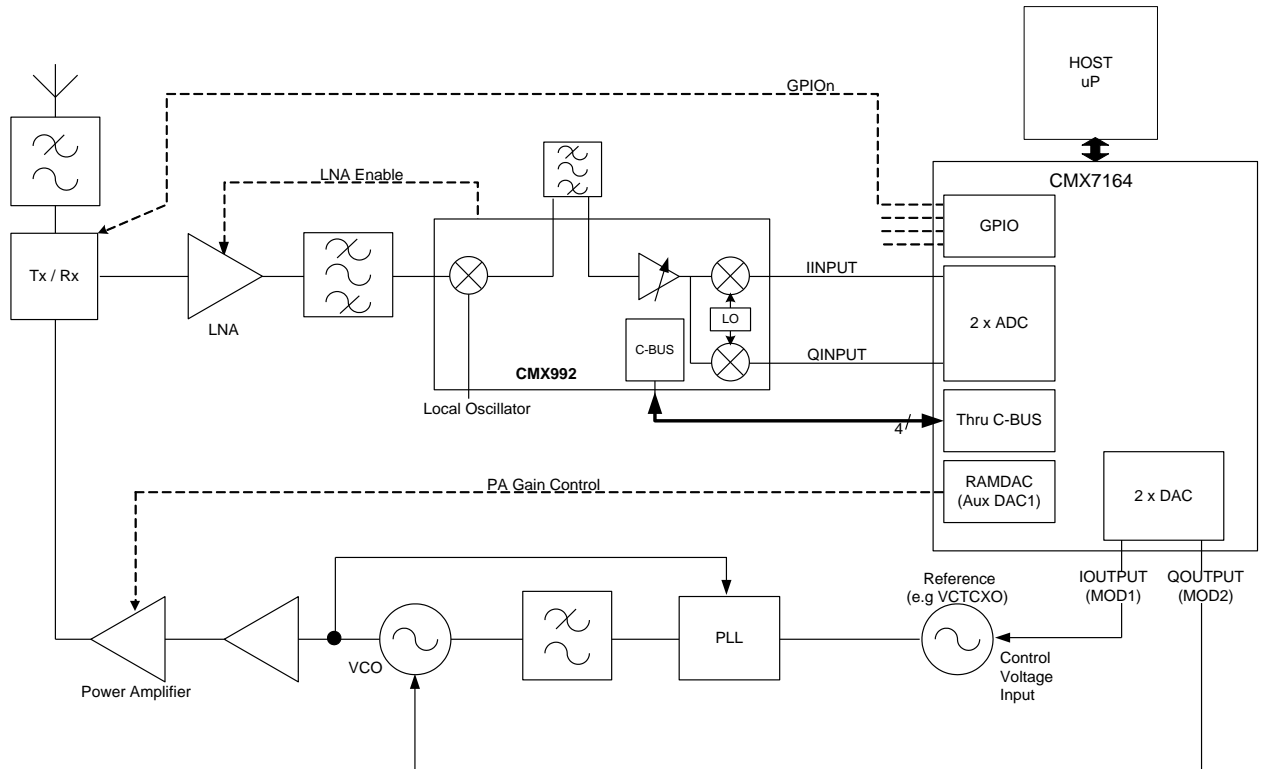 HOST
uP
GPIOn
CMX7164
LNA Enable
GPIO
Tx / Rx
IINPUT
LNA
LO
2 x ADC
C-BUS
QINPUT
CMX992
Local Oscillator
4
Thru C-BUS
PA Gain Control
RAMDAC
(Aux DAC1)
2 x DAC
Reference
(e.g VCTCXO)
IOUTPUT
(MOD1)
QOUTPUT
(MOD2)
PLL
VCO
Control
Voltage
Input
Power Amplifier